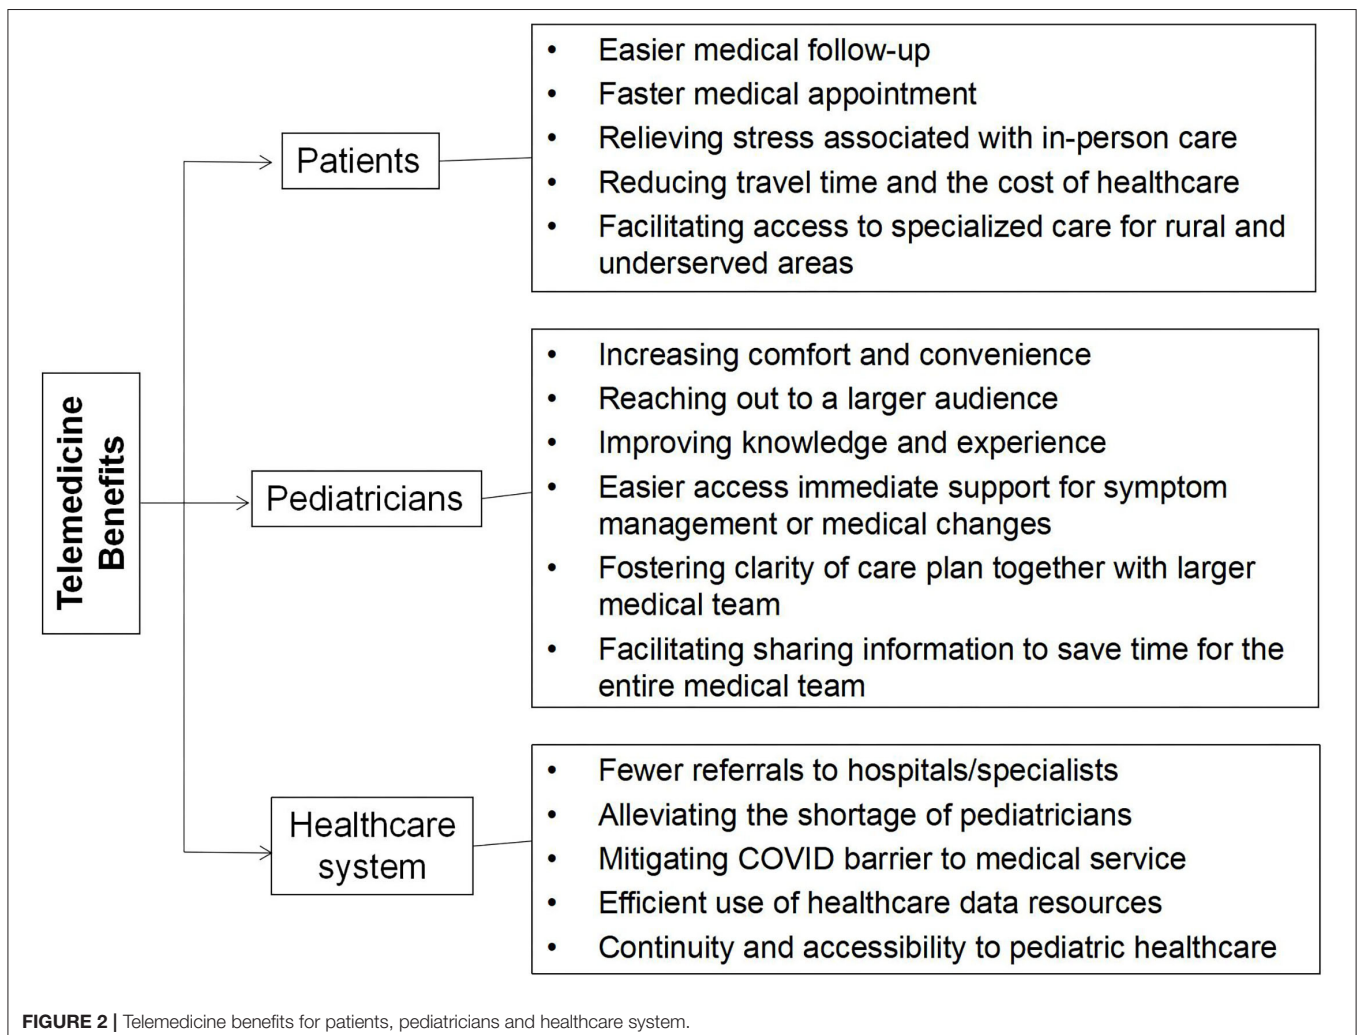 Telemedicine
Benefits
Patients
• Easier medical follow-up
• Faster medical appointment
• Relieving stress associated with in-person care
• Reducing travel time and the cost of healthcare
• Facilitating access to specialized care for rural and
underserved areas
Pediatricians
• Increasing comfort and convenience
• Reaching out to a larger audience
• Improving knowledge and experience
• Easier access immediate support for symptom
management or medical changes
• Fostering clarity of care plan together with larger
medical team
• Facilitating sharing information to save time for the
entire medical team
Healthcare
system
• Fewer referrals to hospitals/specialists
• Alleviating the shortage of pediatricians
• Mitigating COVID barrier to medical service
• Efficient use of healthcare data resources
• Continuity and accessibility to pediatric healthcare
FIGURE 2 | Telemedicine benefits for patients, pediatricians and healthcare system.